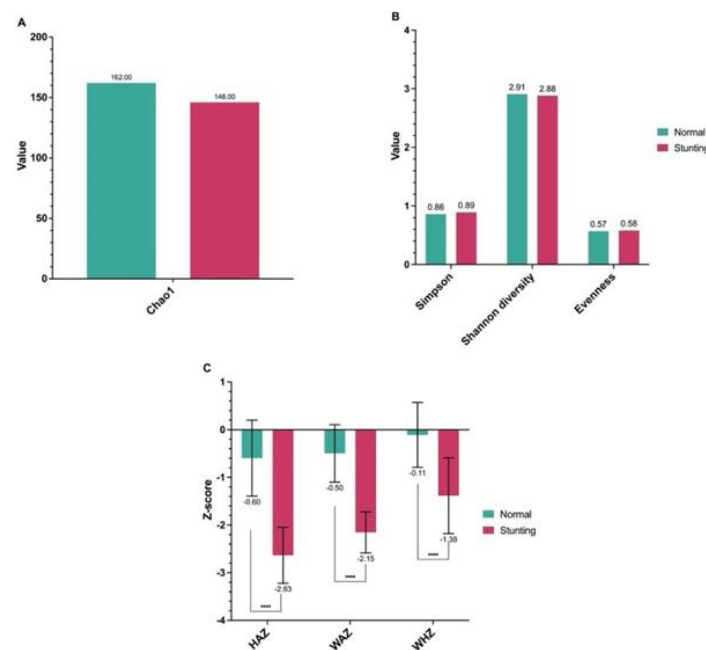 A
200
150
100
50
0
Value
162.00
146.00
Chao1
B
4
3
2
1
0
Value
0.86
0.89
2.91
2.88
0.57
0.58
Simpson
Shannon diversity
Evenness
Normal
Stunting
C
1
0
-1
-2
-3
-4
Z-score
-0.60
-2.63
-0.50
-2.15
-0.11
-1.38
****
****
****
HAZ
WAZ
WHZ
Normal
Stunting